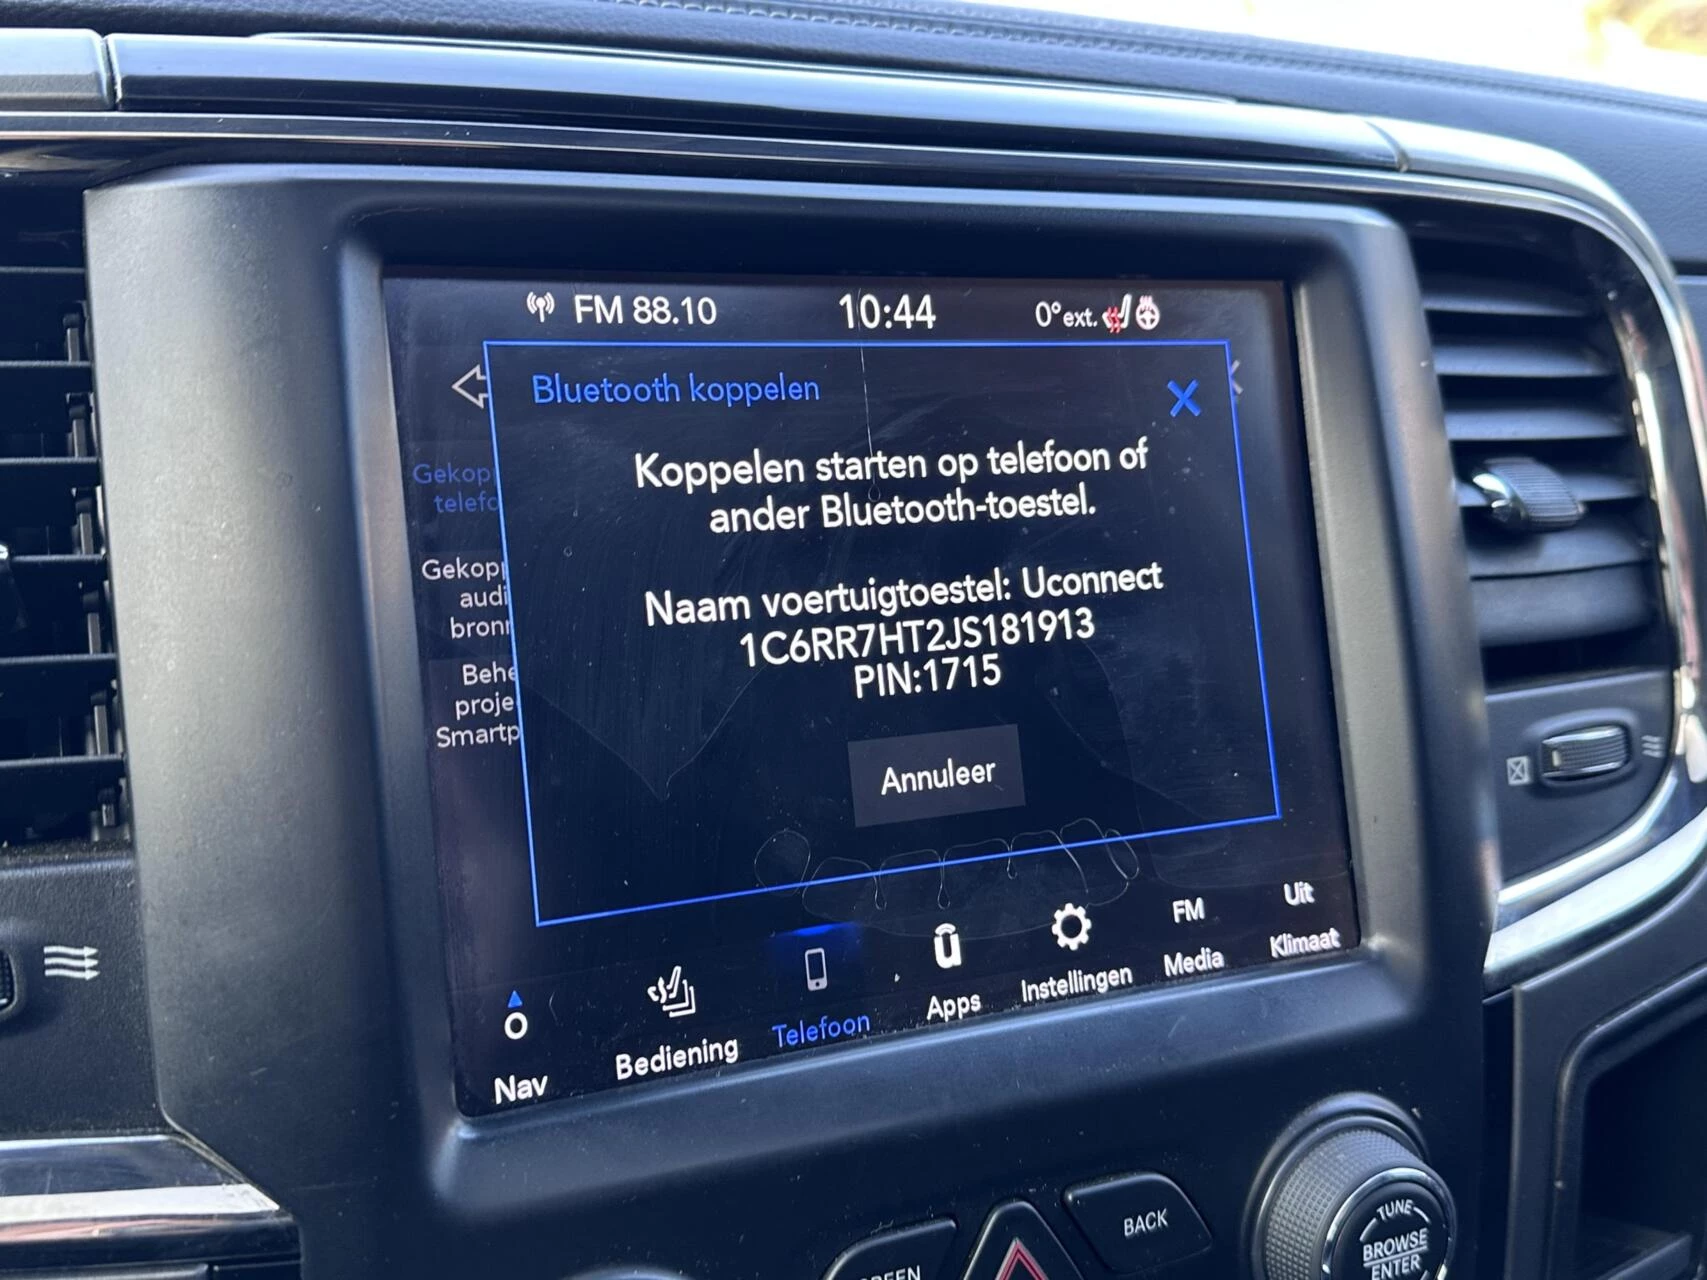 FM 88.10
10:44
0° ext.
Bluetooth koppelen
Koppelen starten op telefoon of
ander Bluetooth-toestel.
Naam voertuigtoestel: Uconnect
1C6RR7HT2JS181913
PIN:1715
Annuleer
Nav
Bediening
Telefoon
Apps
Instellingen
FM
Media
Uit
Klimaat
BACK
TUNE
BROWSE
ENTER